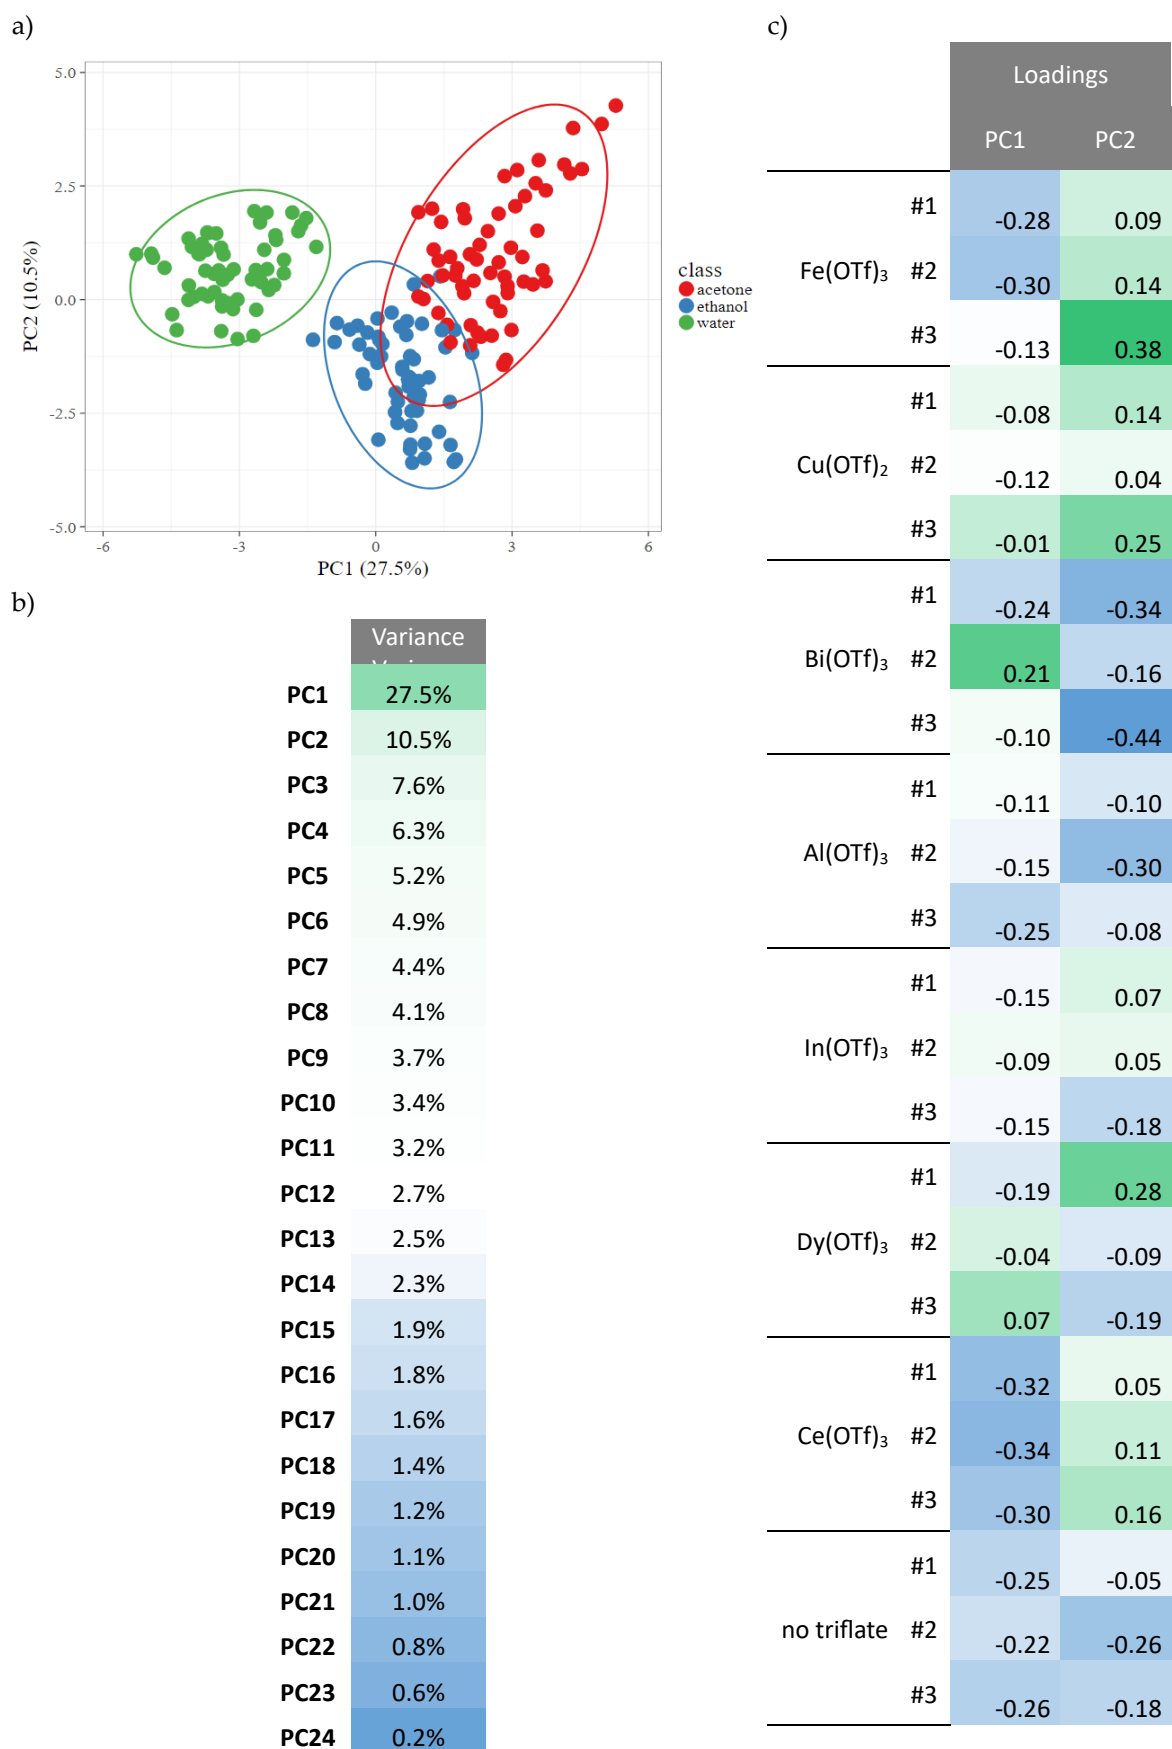 a)
5.0
2.5
0.0
-2.5
-5.0
PC2 (10.5%)
-6 -3 0 3 6
PC1 (27.5%)
class
acetone
ethanol
water
b)
Variance
PC1 27.5%
PC2 10.5%
PC3 7.6%
PC4 6.3%
PC5 5.2%
PC6 4.9%
PC7 4.4%
PC8 4.1%
PC9 3.7%
PC10 3.4%
PC11 3.2%
PC12 2.7%
PC13 2.5%
PC14 2.3%
PC15 1.9%
PC16 1.8%
PC17 1.6%
PC18 1.4%
PC19 1.2%
PC20 1.1%
PC21 1.0%
PC22 0.8%
PC23 0.6%
PC24 0.2%
c)
Loadings
PC1 PC2
#1 -0.28 0.09
Fe(OTf)₃ #2 -0.30 0.14
#3 -0.13 0.38
#1 -0.08 0.14
Cu(OTf)₂ #2 -0.12 0.04
#3 -0.01 0.25
#1 -0.24 -0.34
Bi(OTf)₃ #2 0.21 -0.16
#3 -0.10 -0.44
#1 -0.11 -0.10
Al(OTf)₃ #2 -0.15 -0.30
#3 -0.25 -0.08
#1 -0.15 0.07
In(OTf)₃ #2 -0.09 0.05
#3 -0.15 -0.18
#1 -0.19 0.28
Dy(OTf)₃ #2 -0.04 -0.09
#3 0.07 -0.19
#1 -0.32 0.05
Ce(OTf)₃ #2 -0.34 0.11
#3 -0.30 0.16
#1 -0.25 -0.05
no triflate #2 -0.22 -0.26
#3 -0.26 -0.18